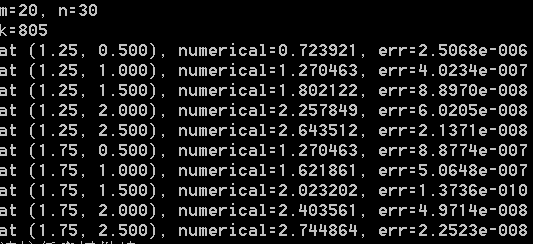 m=20, n=30
k=805
at (1.25, 0.500), numerical=0.723921, err=2.5068e-006
at (1.25, 1.000), numerical=1.270463, err=4.0234e-007
at (1.25, 1.500), numerical=1.802122, err=8.8970e-008
at (1.25, 2.000), numerical=2.257849, err=6.0205e-008
at (1.25, 2.500), numerical=2.643512, err=2.1371e-008
at (1.75, 0.500), numerical=1.270463, err=8.8774e-007
at (1.75, 1.000), numerical=1.621861, err=5.0648e-007
at (1.75, 1.500), numerical=2.023202, err=1.3736e-010
at (1.75, 2.000), numerical=2.403561, err=4.9714e-008
at (1.75, 2.500), numerical=2.744864, err=2.2523e-008